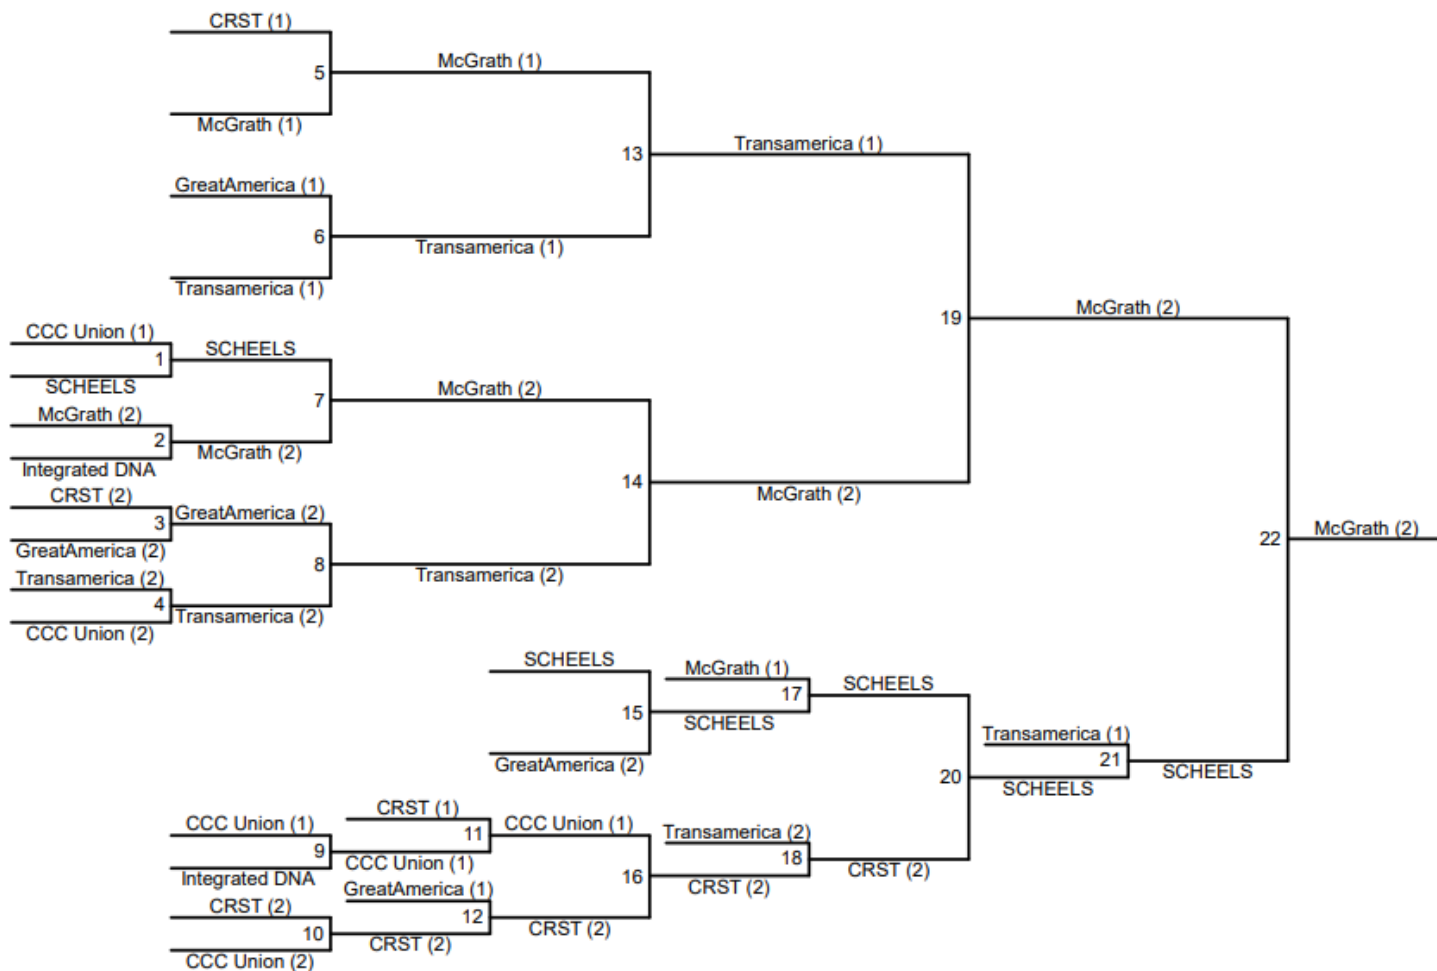 CRST (1)
5
McGrath (1)
McGrath (1)
13
Transamerica (1)
GreatAmerica (1)
6
Transamerica (1)
Transamerica (1)
19
McGrath (2)
CCC Union (1)
1
SCHEELS
SCHEELS
7
McGrath (2)
McGrath (2)
2
McGrath (2)
Integrated DNA
14
McGrath (2)
CRST (2)
3
GreatAmerica (2)
GreatAmerica (2)
8
Transamerica (2)
Transamerica (2)
4
Transamerica (2)
CCC Union (2)
22
McGrath (2)
SCHEELS
15
GreatAmerica (2)
McGrath (1)
17
SCHEELS
SCHEELS
20
Transamerica (1)
21
SCHEELS
SCHEELS
CCC Union (1)
9
Integrated DNA
CRST (1)
11
CCC Union (1)
CCC Union (1)
16
Transamerica (2)
18
CRST (2)
CRST (2)
GreatAmerica (1)
12
CRST (2)
CRST (2)
CRST (2)
10
CCC Union (2)